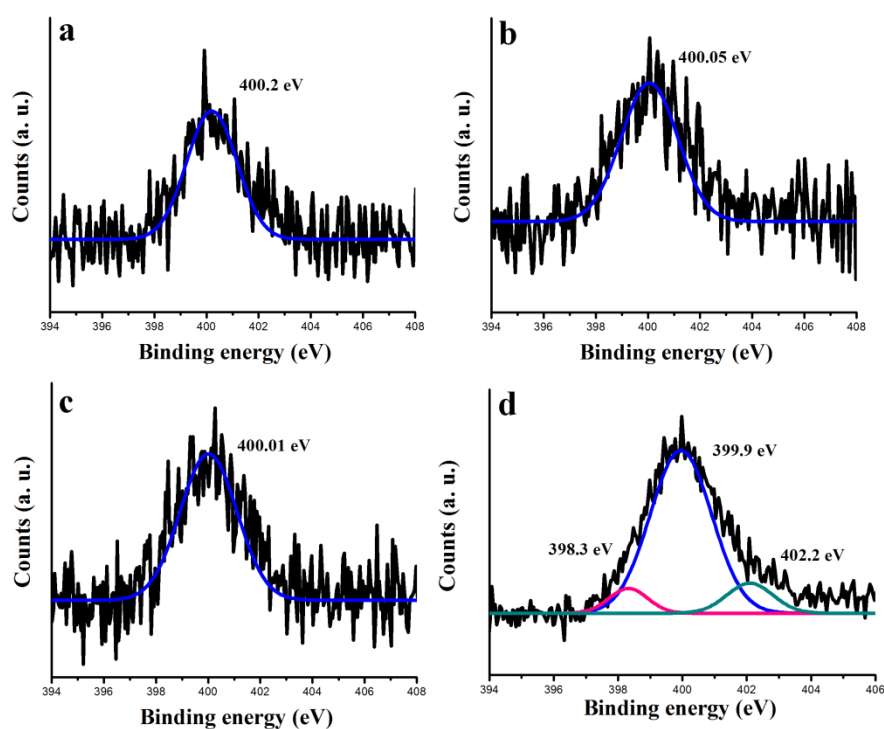 a
400.2 eV
Counts (a. u.)
394 396 398 400 402 404 406 408
Binding energy (eV)
b
400.05 eV
Counts (a. u.)
394 396 398 400 402 404 406 408
Binding energy (eV)
c
400.01 eV
Counts (a. u.)
394 396 398 400 402 404 406 408
Binding energy (eV)
d
399.9 eV
398.3 eV
402.2 eV
Counts (a. u.)
394 396 398 400 402 404 406
Binding energy (eV)